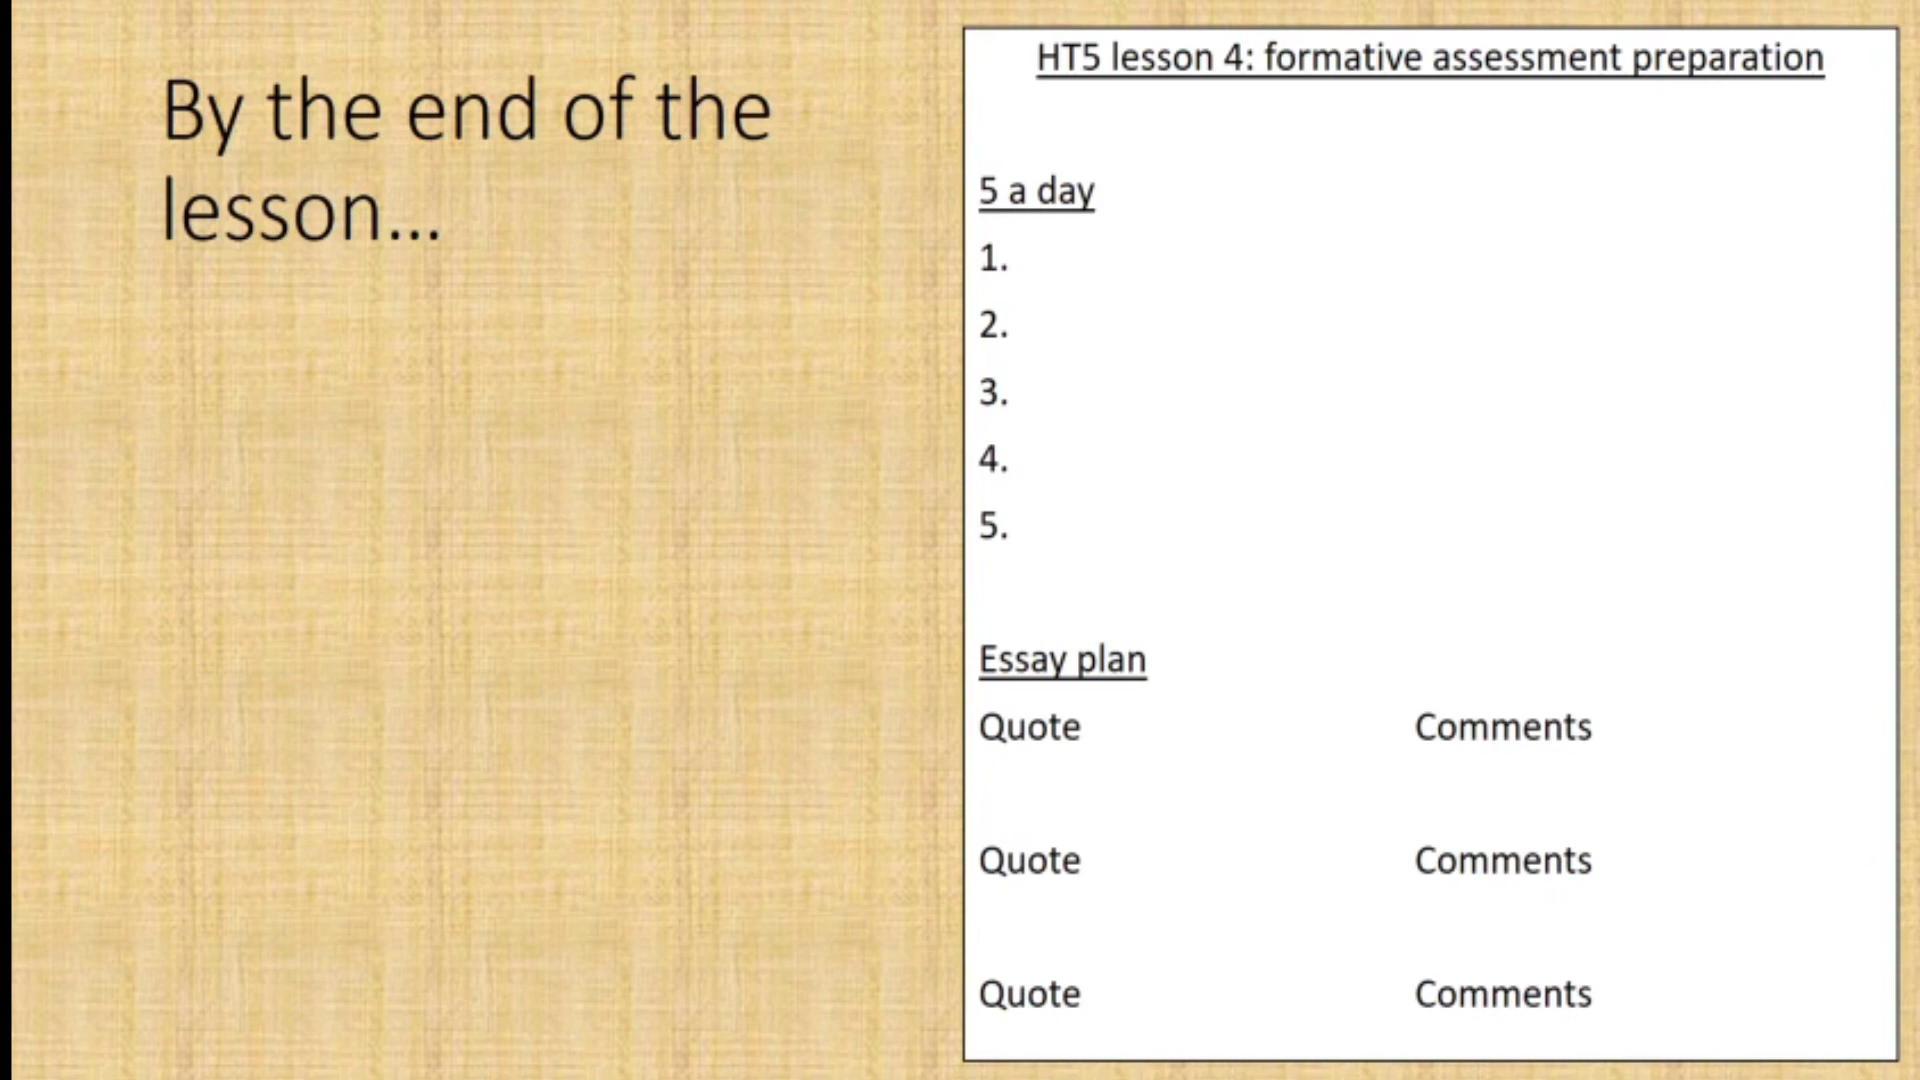 By the end of the
lesson...
HT5 lesson 4: formative assessment preparation
5 a day
1.
2.
3.
4.
5.
Essay plan
Quote Comments
Quote Comments
Quote Comments